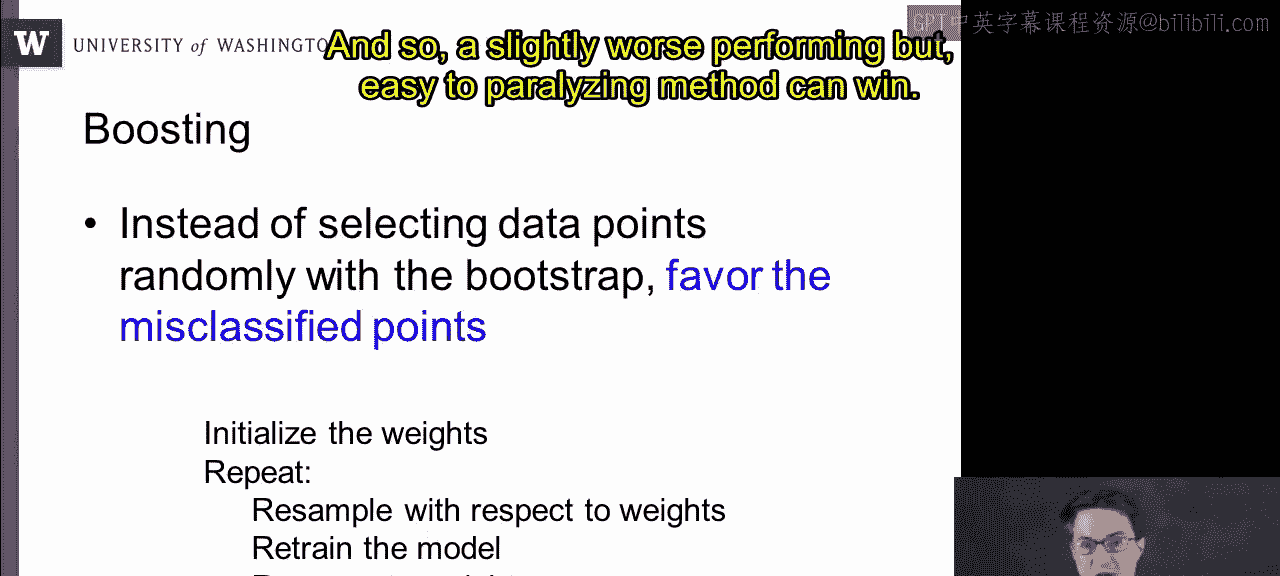 W UNIVERSITY of WASHINGTO
GPT中英字幕课程资源@bilibili.com
And so, a slightly worse performing but,
easy to paralyzing method can win.
Boosting
• Instead of selecting data points
randomly with the bootstrap, favor the
misclassified points
Initialize the weights
Repeat:
Resample with respect to weights
Retrain the model